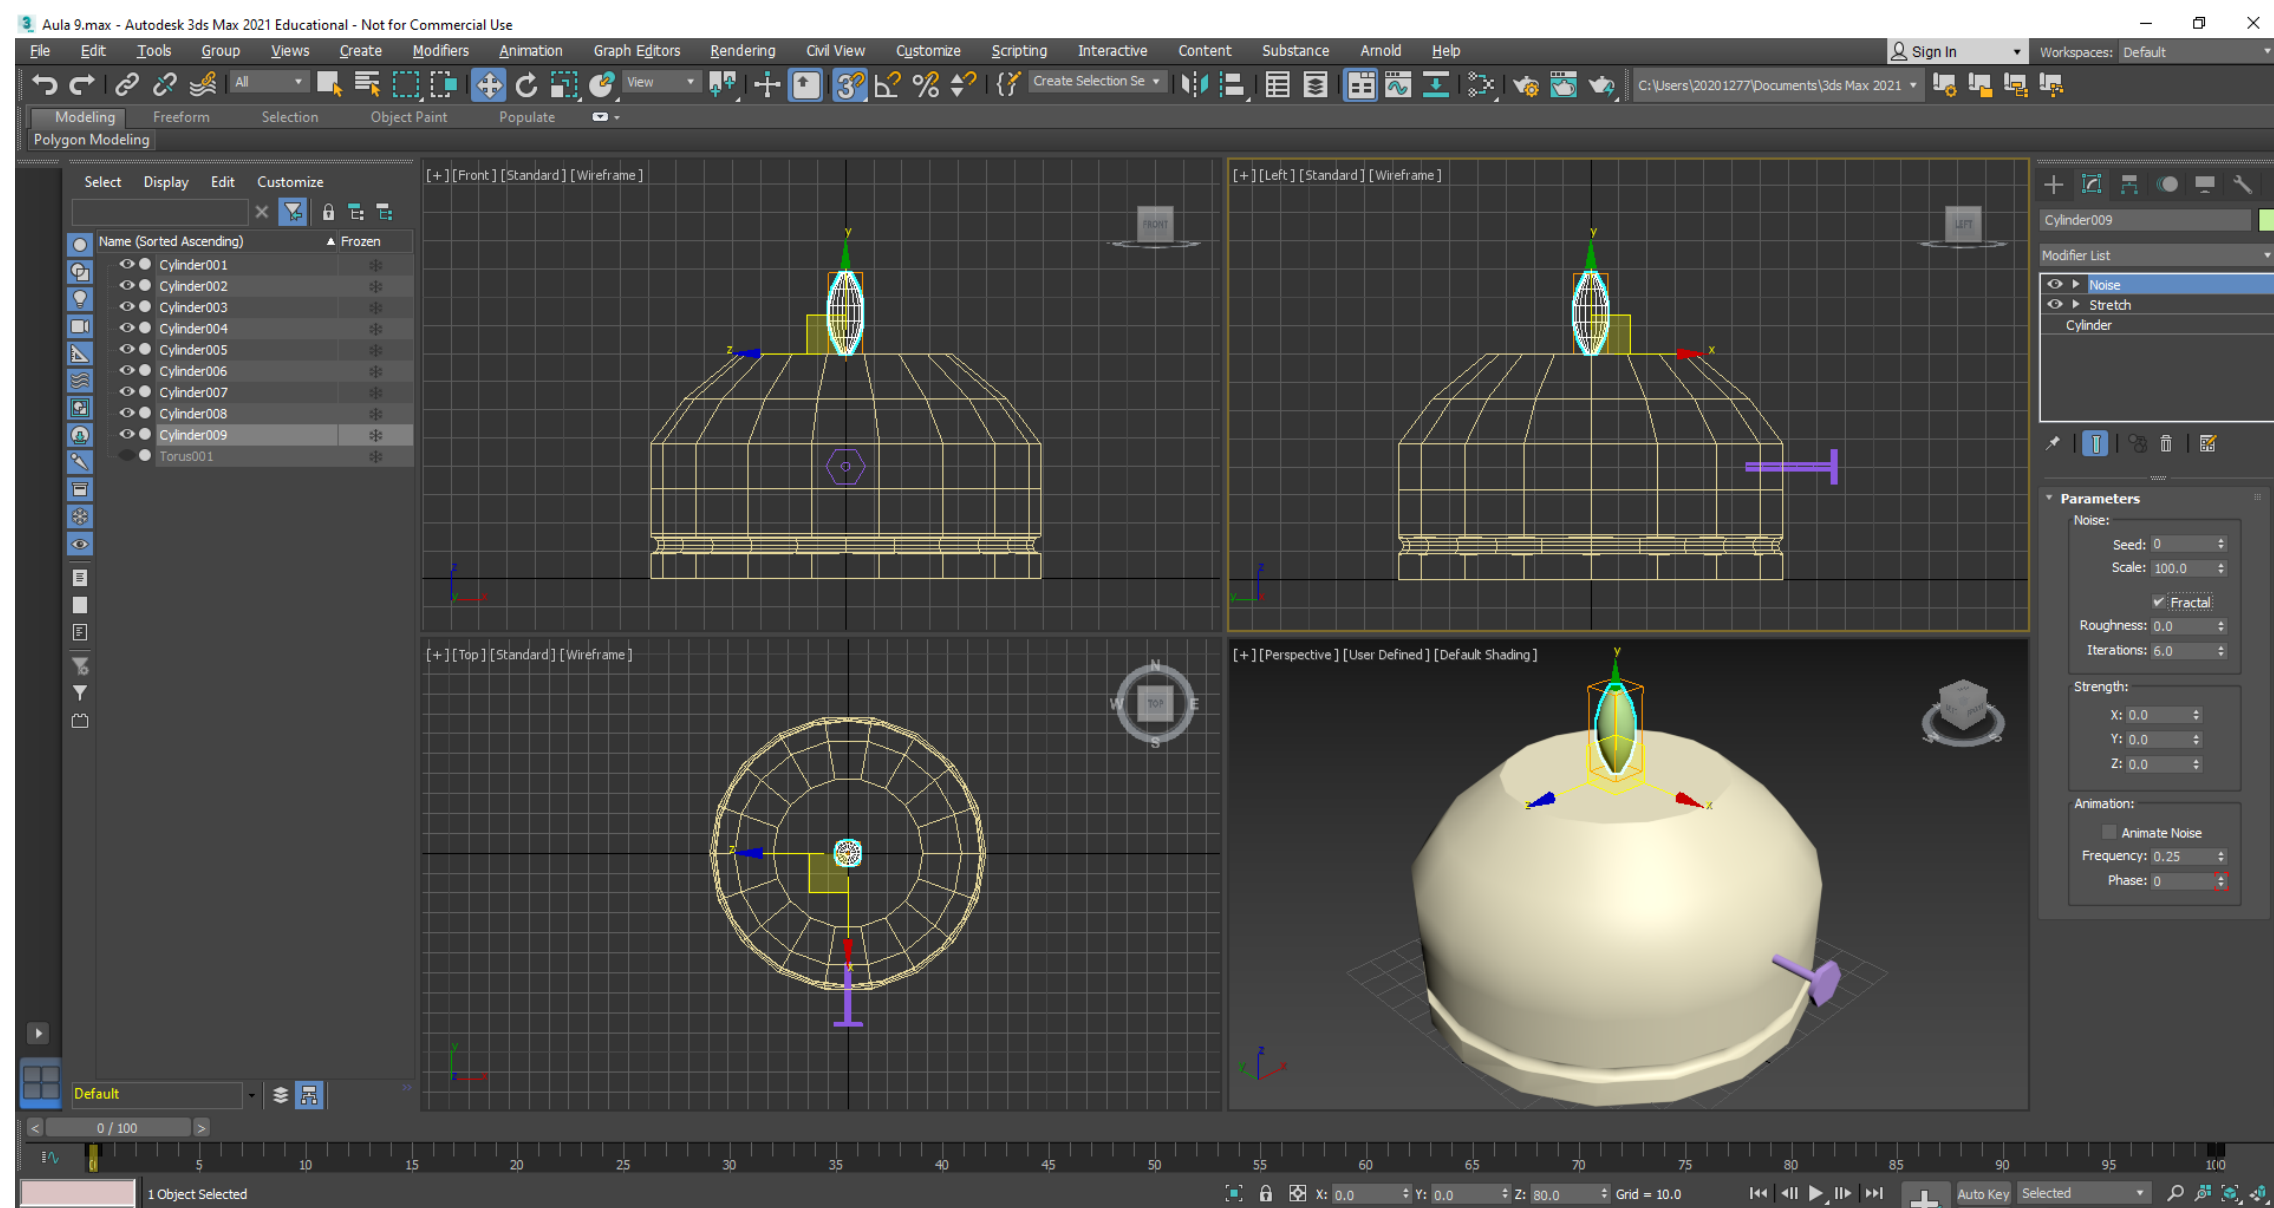 Aula 9.max - Autodesk 3ds Max 2021 Educational - Not for Commercial Use
File Edit Tools Group Views Create Modifiers Animation Graph Editors Rendering Civil View Customize Scripting Interactive Content Substance Arnold Help Sign In Workspaces: Default
All View Create Selection Se C:\Users\20201277\Documents\3ds Max 2021
Modeling Freeform Selection Object Paint Populate
Polygon Modeling
Select Display Edit Customize
Name (Sorted Ascending) Frozen
Cylinder001
Cylinder002
Cylinder003
Cylinder004
Cylinder005
Cylinder006
Cylinder007
Cylinder008
Cylinder009
Torus001
Default
[+][Front][Standard][Wireframe]
FRONT
y
z
z
y x
[+][Left][Standard][Wireframe]
LEFT
y
x
z
y
[+][Top][Standard][Wireframe]
N
W TOP E
S
z
x
y
z x
[+][Perspective][User Defined][Default Shading]
y
z x
W S
z
y x
Cylinder009
Modifier List
Noise
Stretch
Cylinder
Parameters
Noise:
Seed: 0
Scale: 100.0
Fractal
Roughness: 0.0
Iterations: 6.0
Strength:
X: 0.0
Y: 0.0
Z: 0.0
Animation:
Animate Noise
Frequency: 0.25
Phase: 0
< 0 / 100 >
0 5 10 15 20 25 30 35 40 45 50 55 60 65 70 75 80 85 90 95 100
1 Object Selected X: 0.0 Y: 0.0 Z: 80.0 Grid = 10.0 Auto Key Selected